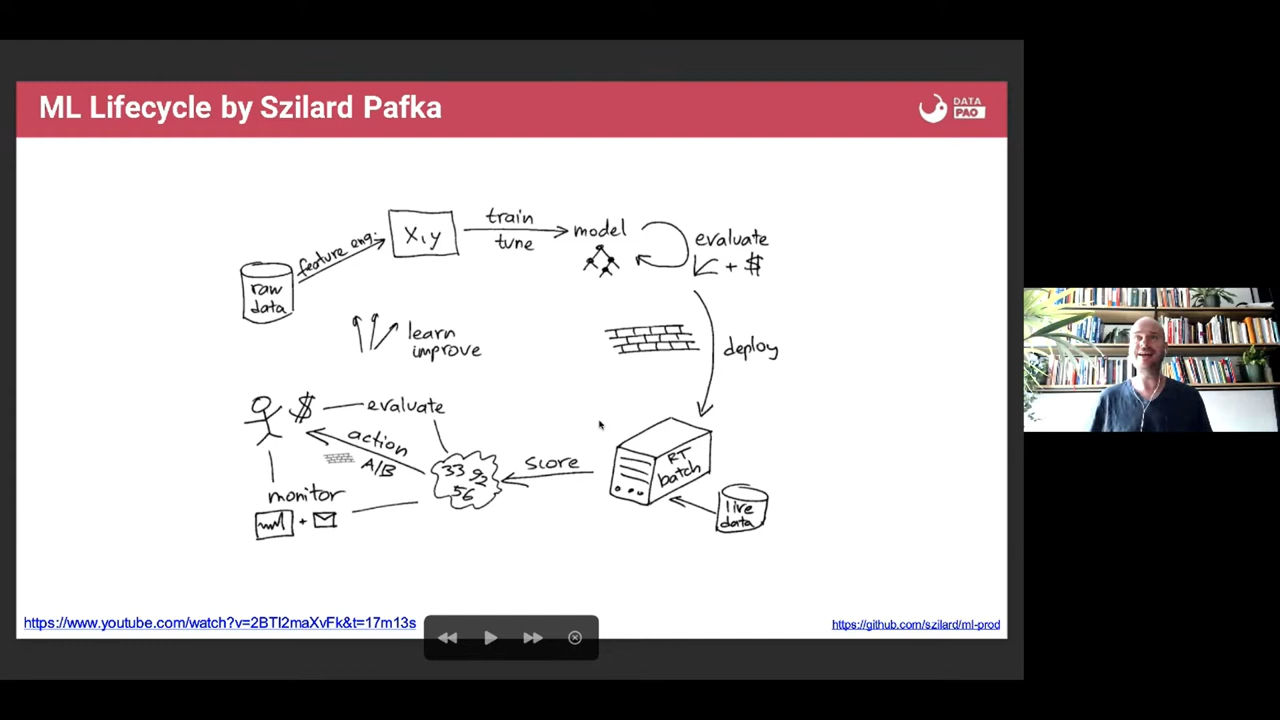 ML Lifecycle by Szilard Pafka
DATA
PAO
raw
data
feature eng.
X, y
train
tune
model
evaluate
+ $
learn
improve
deploy
$
evaluate
action
A/B
33 92
56
score
RT
batch
live
data
monitor
+
https://www.youtube.com/watch?v=2BTI2maXvFk&t=17m13s
https://github.com/szilard/ml-prod